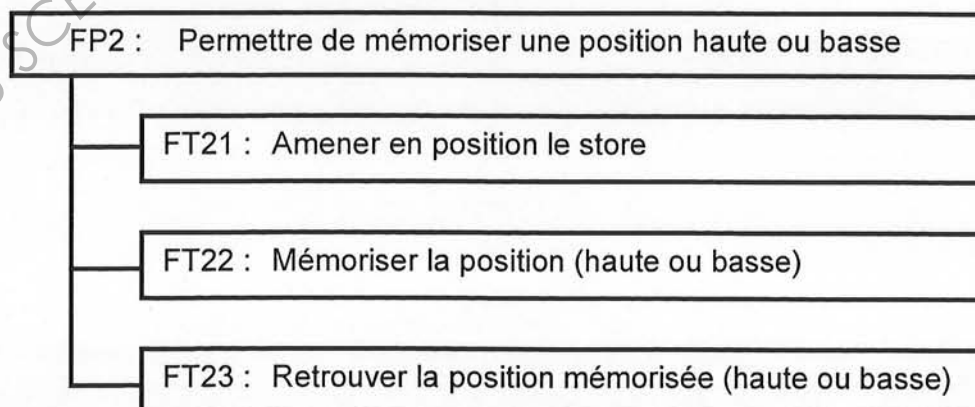 FP2 : Permettre de mémoriser une position haute ou basse
FT21 : Amener en position le store
FT22 : Mémoriser la position (haute ou basse)
FT23 : Retrouver la position mémorisée (haute ou basse)